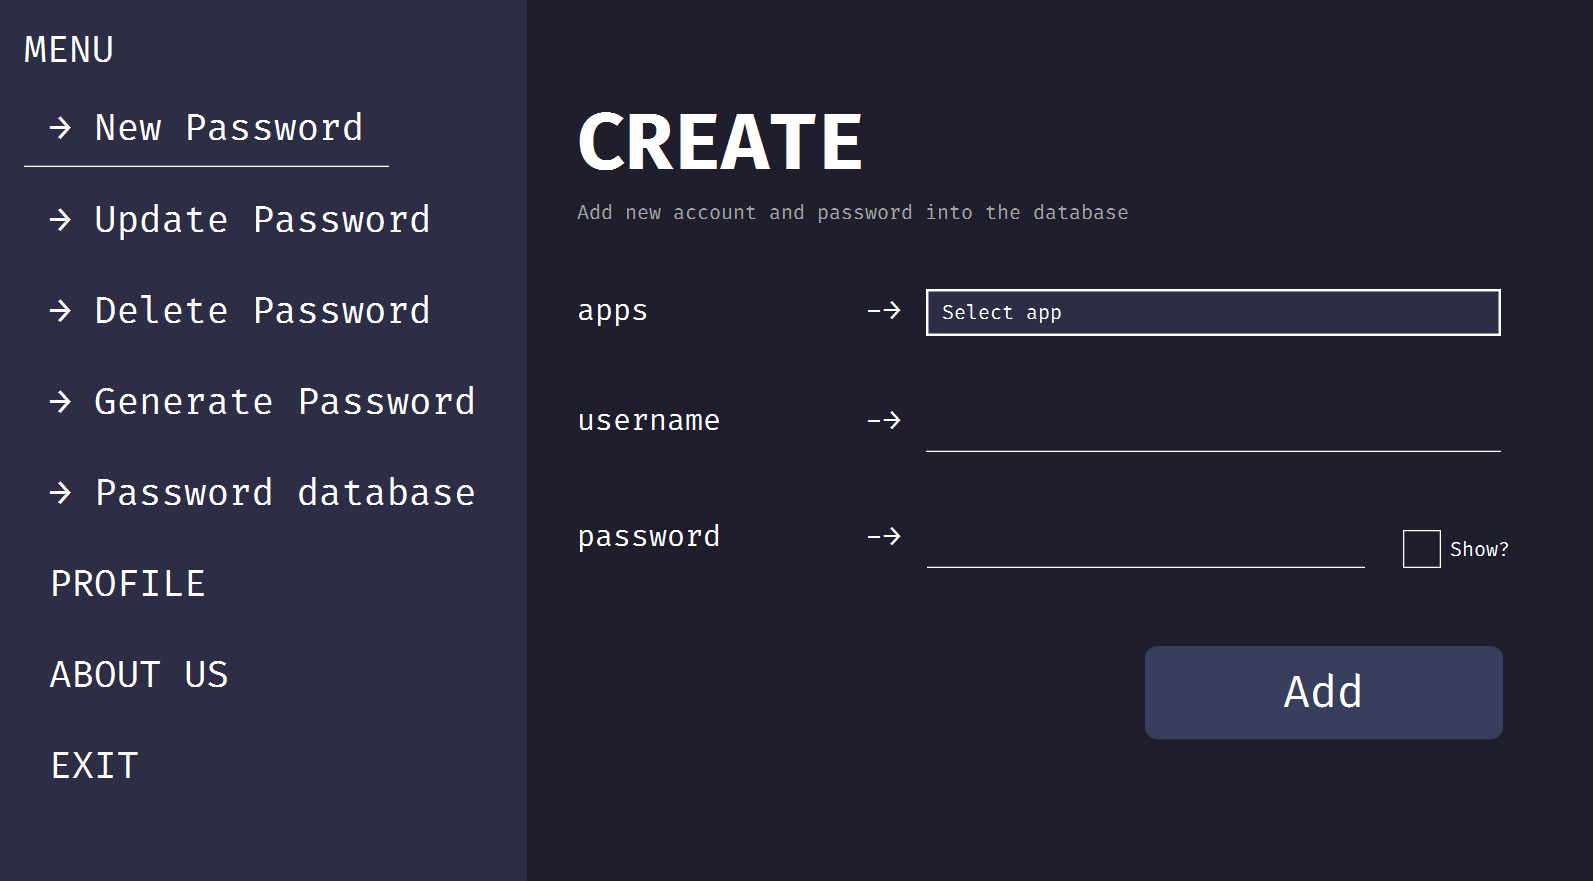 MENU
→ New Password
→ Update Password
→ Delete Password
→ Generate Password
→ Password database
PROFILE
ABOUT US
EXIT
CREATE
Add new account and password into the database
apps –→ Select app
username –→
password –→ Show?
Add